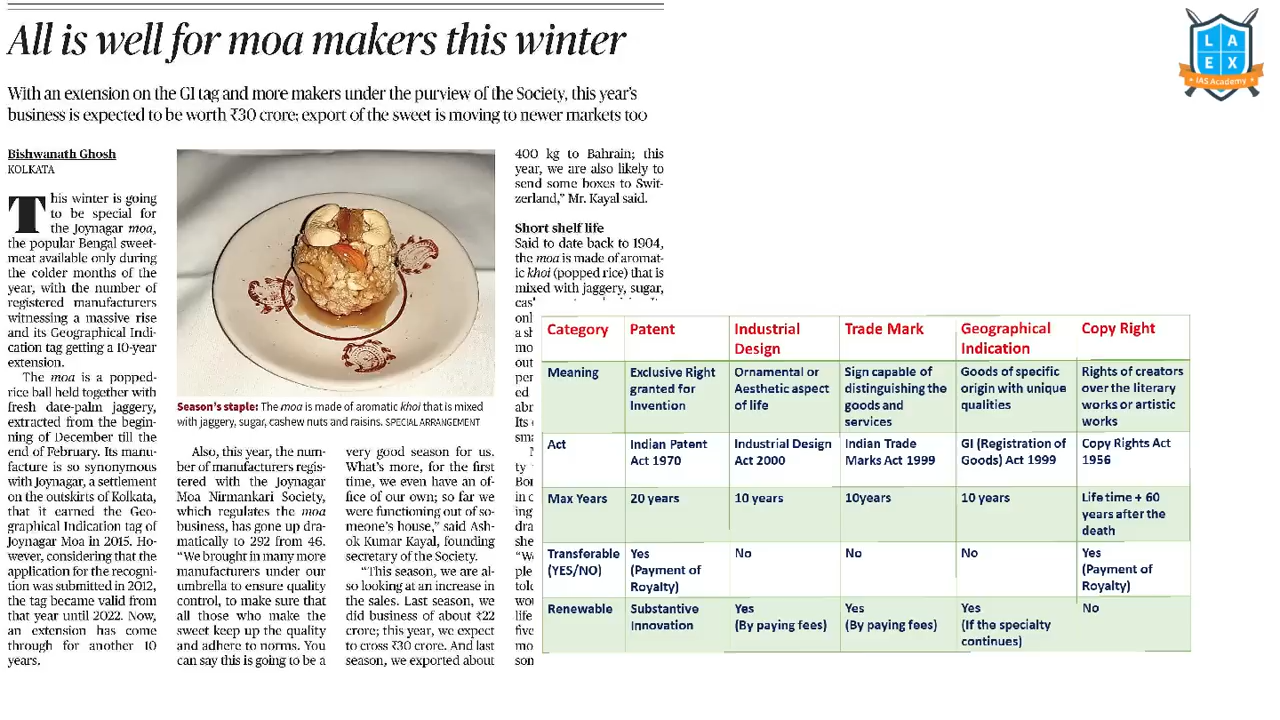 All is well for moa makers this winter
With an extension on the GI tag and more makers under the purview of the Society, this year's
business is expected to be worth ₹30 crore; export of the sweet is moving to newer markets too
Bishwanath Ghosh
KOLKATA
This winter is going
to be special for
the Joynagar moa,
the popular Bengal sweet-
meat available only during
the colder months of the
year, with the number of
registered manufacturers
witnessing a massive rise
and its Geographical Indi-
cation tag getting a 10-year
extension.
The moa is a popped-
rice ball held together with
fresh date-palm jaggery,
extracted from the begin-
ning of December till the
end of February. Its manu-
facture is so synonymous
with Joynagar, a settlement
on the outskirts of Kolkata,
that it earned the Geo-
graphical Indication tag of
Joynagar Moa in 2015. Ho-
wever, considering that the
application for the recogni-
tion was submitted in 2012,
the tag became valid from
that year until 2022. Now,
an extension has come
through for another 10
years.
Season's staple: The moa is made of aromatic khoi that is mixed
with jaggery, sugar, cashew nuts and raisins. SPECIAL ARRANGEMENT
Also, this year, the num-
ber of manufacturers regis-
tered with the Joynagar
Moa Nirmankari Society,
which regulates the moa
business, has gone up dra-
matically to 292 from 46.
"We brought in many more
manufacturers under our
umbrella to ensure quality
control, to make sure that
all those who make the
sweet keep up the quality
and adhere to norms. You
can say this is going to be a
very good season for us.
What's more, for the first
time, we even have an of-
fice of our own; so far we
were functioning out of so-
meone's house," said Ash-
ok Kumar Kayal, founding
secretary of the Society.
"This season, we are al-
so looking at an increase in
the sales. Last season, we
did business of about ₹22
crore; this year, we expect
to cross ₹30 crore. And last
season, we exported about
400 kg to Bahrain; this
year, we are also likely to
send some boxes to Swit-
zerland," Mr. Kayal said.
Short shelf life
Said to date back to 1904,
the moa is made of aromat-
ic khoi (popped rice) that is
mixed with jaggery, sugar,
LAEX
IAS Academy
Category Patent Industrial Design Trade Mark Geographical Indication Copy Right
Meaning
Exclusive Right
granted for
Invention
Ornamental or
Aesthetic aspect
of life
Sign capable of
distinguishing the
goods and
services
Goods of specific
origin with unique
qualities
Rights of creators
over the literary
works or artistic
works
Act
Indian Patent
Act 1970
Industrial Design
Act 2000
Indian Trade
Marks Act 1999
GI (Registration of
Goods) Act 1999
Copy Rights Act
1956
Max Years
20 years
10 years
10years
10 years
Life time + 60
years after the
death
Transferable
(YES/NO)
Yes
(Payment of
Royalty)
No
No
No
Yes
(Payment of
Royalty)
Renewable
Substantive
Innovation
Yes
(By paying fees)
Yes
(By paying fees)
Yes
(If the specialty
continues)
No